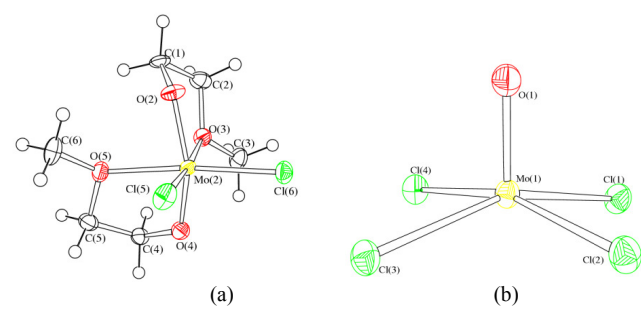 C(1)
C(2)
O(2)
C(6)
O(5)
O(3)
C(3)
Mo(2)
Cl(5)
Cl(6)
C(5)
C(4)
O(4)
(a)
O(1)
Cl(4)
Mo(1)
Cl(1)
Cl(3)
Cl(2)
(b)